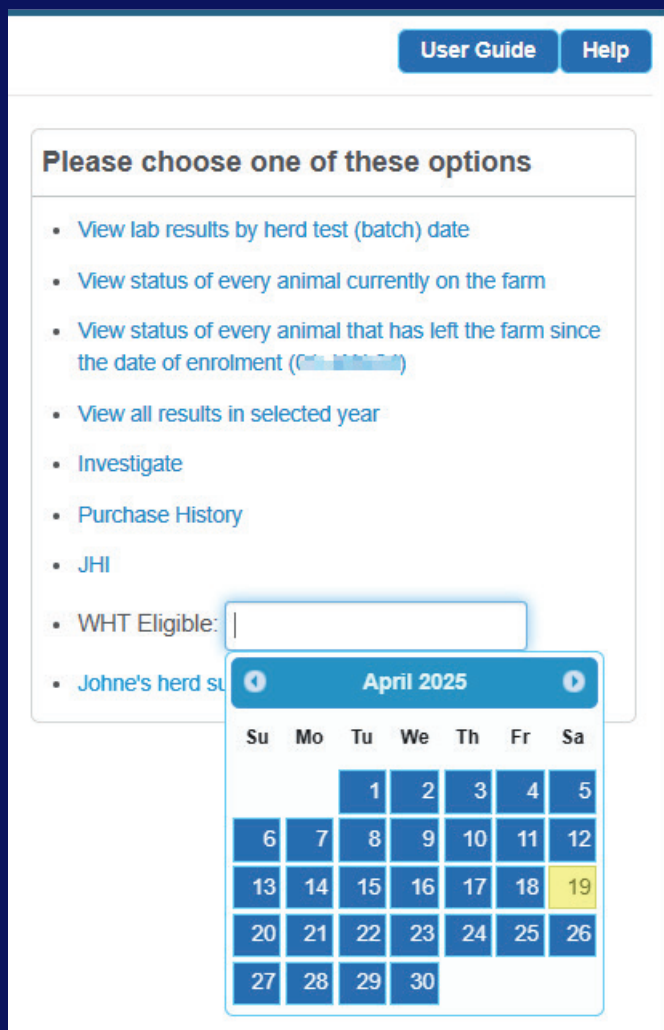 User Guide Help
Please choose one of these options
View lab results by herd test (batch) date
View status of every animal currently on the farm
View status of every animal that has left the farm since
the date of enrolment (
View all results in selected year
Investigate
Purchase History
JHI
WHT Eligible:
Johne's herd
April 2025
Su Mo Tu We Th Fr Sa
1 2 3 4 5
6 7 8 9 10 11 12
13 14 15 16 17 18 19
20 21 22 23 24 25 26
27 28 29 30